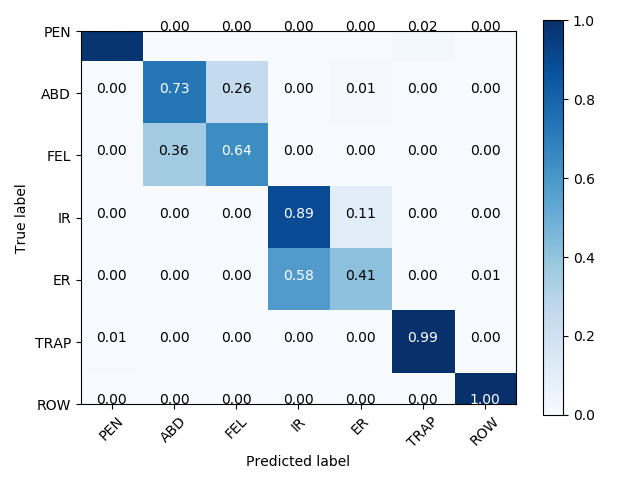 PEN 0.00 0.00 0.00 0.00 0.02 0.00
ABD 0.00 0.73 0.26 0.00 0.01 0.00 0.00
FEL 0.00 0.36 0.64 0.00 0.00 0.00 0.00
IR 0.00 0.00 0.00 0.89 0.11 0.00 0.00
ER 0.00 0.00 0.00 0.58 0.41 0.00 0.01
TRAP 0.01 0.00 0.00 0.00 0.00 0.99 0.00
ROW 0.00 0.00 0.00 0.00 0.00 0.00 1.00
PEN ABD FEL IR ER TRAP ROW
Predicted label
True label
1.0
0.8
0.6
0.4
0.2
0.0